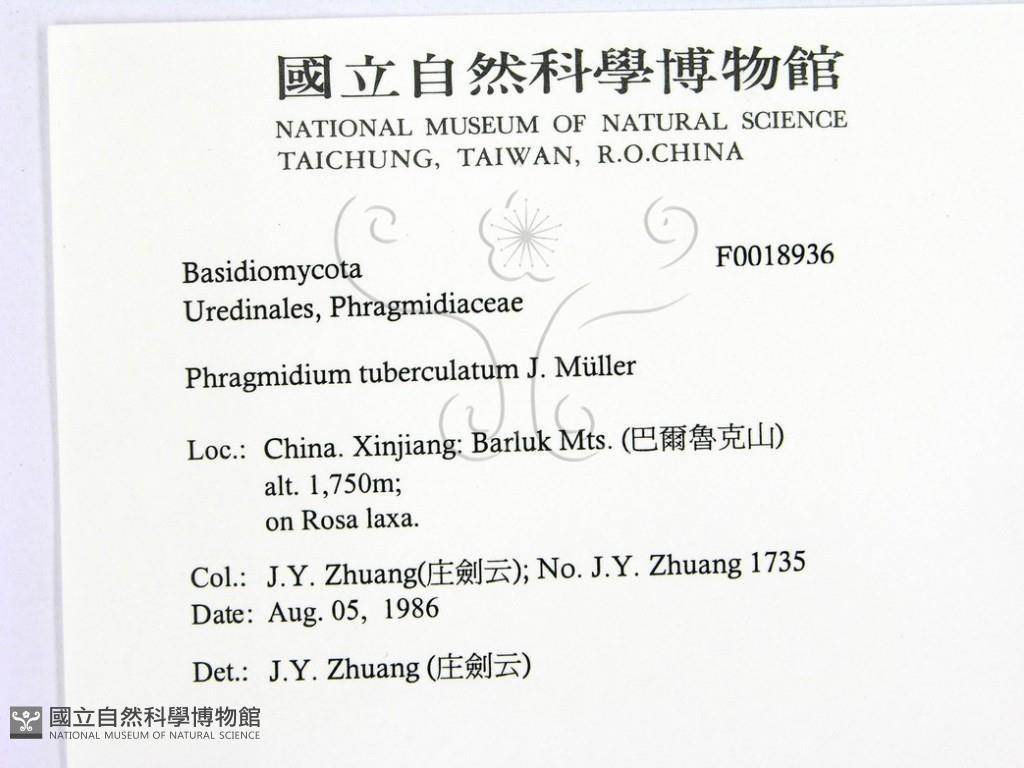 國立自然科學博物館
NATIONAL MUSEUM OF NATURAL SCIENCE
TAICHUNG, TAIWAN, R.O.CHINA
Basidiomycota F0018936
Uredinales, Phragmidiaceae
Phragmidium tuberculatum J. Müller
Loc.: China. Xinjiang: Barluk Mts. (巴爾魯克山)
alt. 1,750m;
on Rosa laxa.
Col.: J.Y. Zhuang(庄劍云); No. J.Y. Zhuang 1735
Date: Aug. 05, 1986
Det.: J.Y. Zhuang (庄劍云)
國立自然科學博物館
NATIONAL MUSEUM OF NATURAL SCIENCE